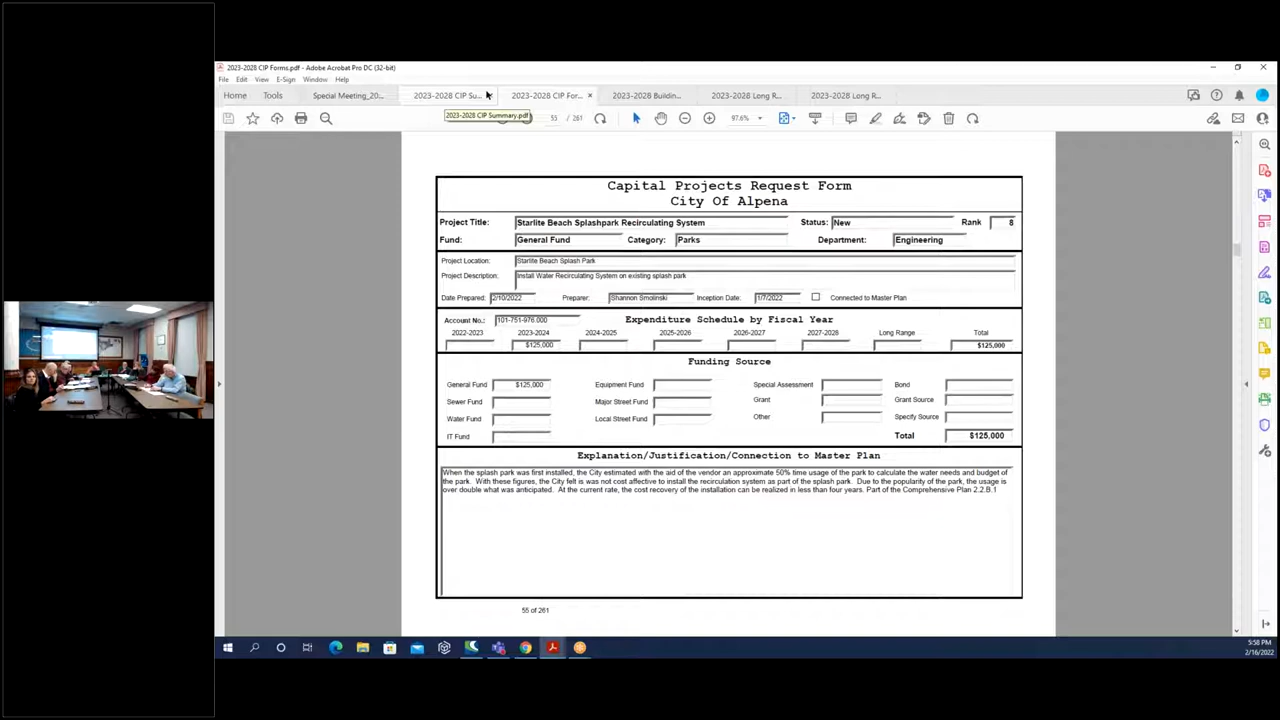 2023-2028 CIP Forms.pdf - Adobe Acrobat Pro DC (32-bit)
File Edit View E-Sign Window Help
Home Tools Special Meeting_20... 2023-2028 CIP Su... 2023-2028 CIP For... × 2023-2028 Buildin... 2023-2028 Long R... 2023-2028 Long R...
2023-2028 CIP Summary.pdf 55 / 261 97.6%
Capital Projects Request Form
City Of Alpena
Project Title: Starlite Beach Splashpark Recirculating System Status: New Rank 8
Fund: General Fund Category: Parks Department: Engineering
Project Location: Starlite Beach Splash Park
Project Description: Install Water Recirculating System on existing splash park
Date Prepared: 2/10/2022 Preparer: Shannon Smolinski Inception Date: 1/7/2022 Connected to Master Plan
Account No.: 101-751-976.000 Expenditure Schedule by Fiscal Year
2022-2023 2023-2024 2024-2025 2025-2026 2026-2027 2027-2028 Long Range Total
$125,000 $125,000
Funding Source
General Fund $125,000 Equipment Fund Special Assessment Bond
Sewer Fund Major Street Fund Grant Grant Source
Water Fund Local Street Fund Other Specify Source
IT Fund Total $125,000
Explanation/Justification/Connection to Master Plan
When the splash park was first installed, the City estimated with the aid of the vendor an approximate 50% time usage of the park to calculate the water needs and budget of
the park. With these figures, the City felt is was not cost affective to install the recirculation system as part of the splash park. Due to the popularity of the park, the usage is
over double what was anticipated. At the current rate, the cost recovery of the installation can be realized in less than four years. Part of the Comprehensive Plan 2.2.B.1
55 of 261
5:58 PM
2/16/2022